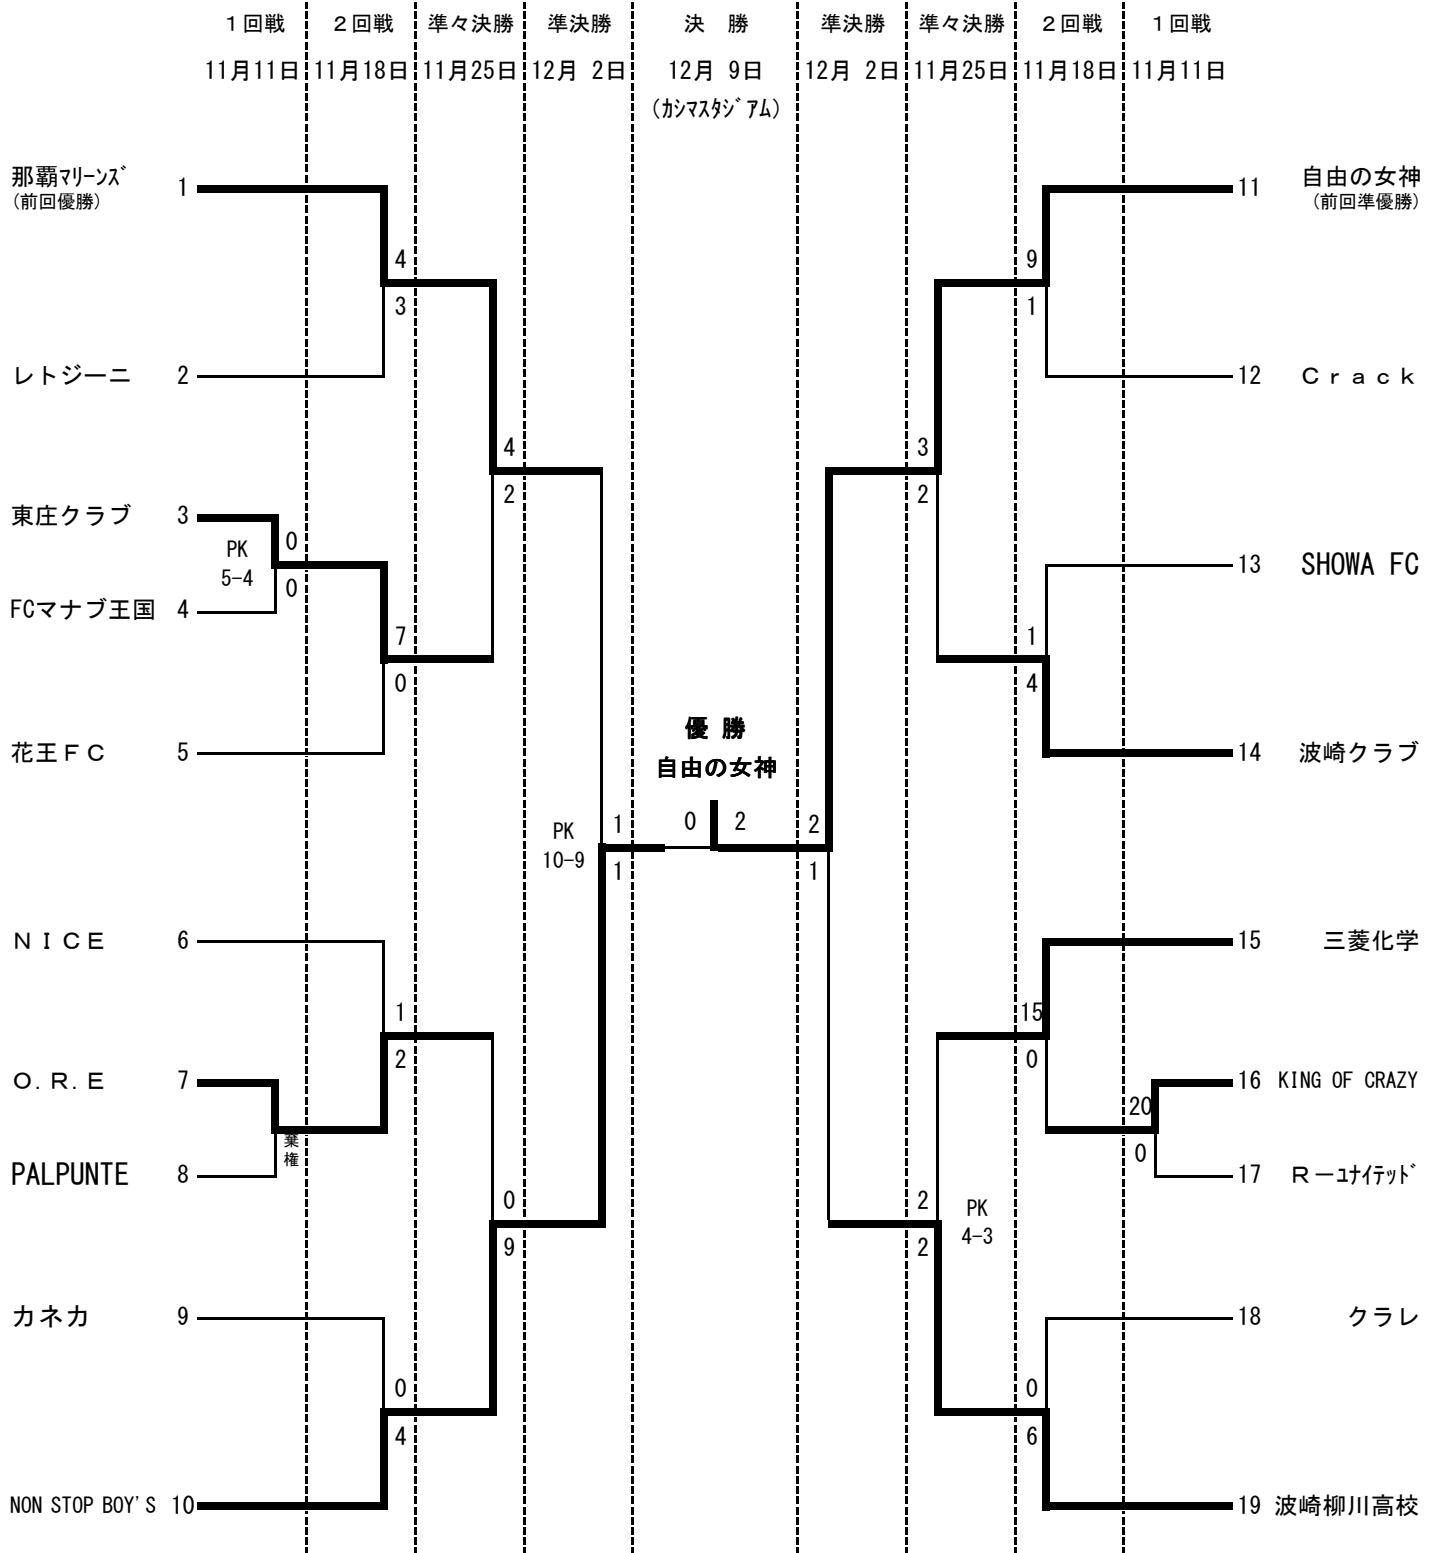 １回戦 ２回戦 準々決勝 準決勝 決　勝 準決勝 準々決勝 ２回戦 １回戦
11月11日 11月18日 11月25日 12月 2日 12月 9日 12月 2日 11月25日 11月18日 11月11日
(ｶｼﾏｽﾀｼﾞｱﾑ)
那覇ﾏﾘｰﾝｽﾞ 1 11 自由の女神
(前回優勝) (前回準優勝)
4 9
3 1
レトジーニ 2 12 Ｃｒａｃｋ
4 3
2 2
東庄クラブ 3
0
PK
5-4
0
13 SHOWA FC
FCマナブ王国 4
7 1
0 4
優 勝
花王ＦＣ 5 14 波崎クラブ
自由の女神
1 0 2 2
PK
10-9
1 1
ＮＩＣＥ 6 15 三菱化学
1 15
2 0
Ｏ.Ｒ.Ｅ 7 16 KING OF CRAZY
20
棄権
0
PALPUNTE 8 17 Ｒーﾕﾅｲﾃｯﾄﾞ
0 2
PK
4-3
9 2
カネカ 9 18 クラレ
0 0
4 6
NON STOP BOY'S 10 19 波崎柳川高校